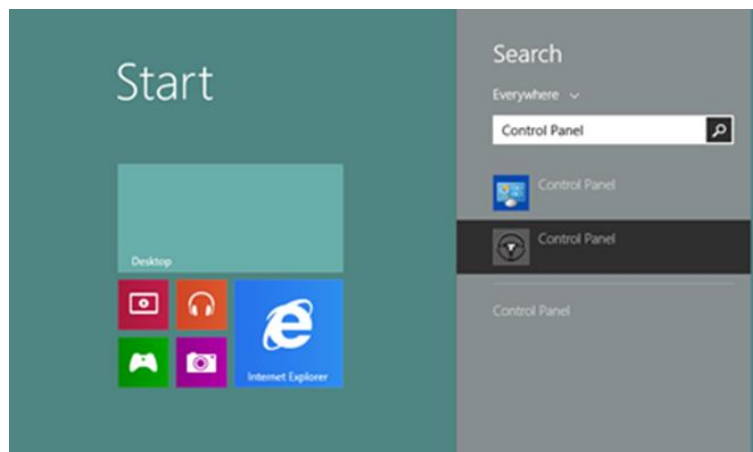 Start
Desktop
Internet Explorer
Search
Everywhere
Control Panel
Control Panel
Control Panel
Control Panel